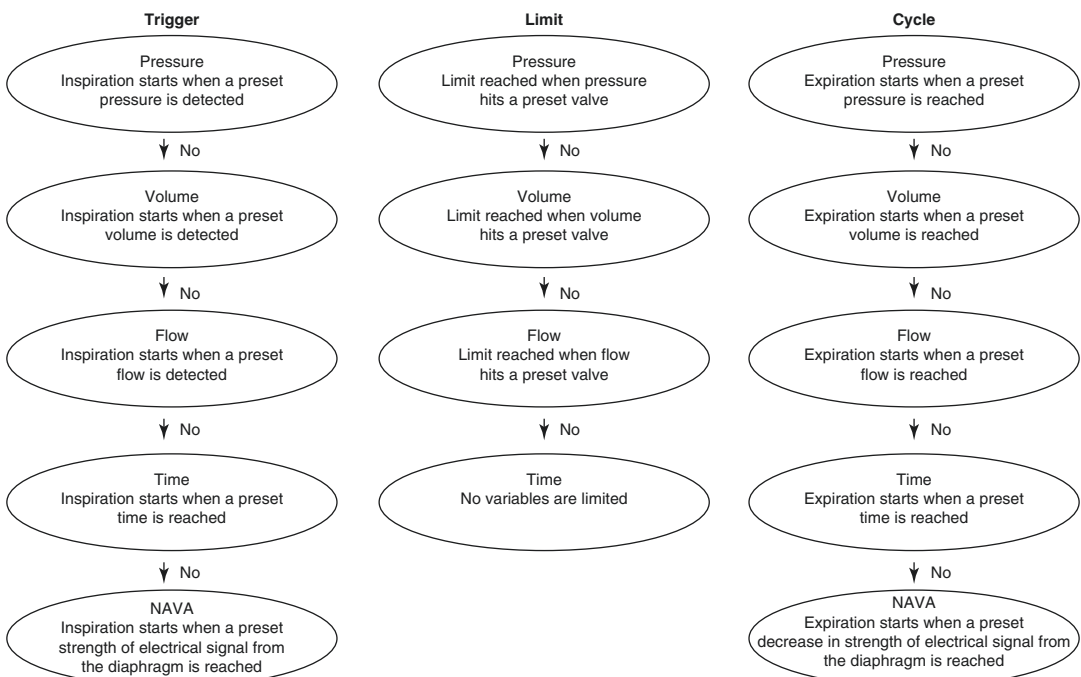 Trigger
Pressure
Inspiration starts when a preset
pressure is detected
No
Volume
Inspiration starts when a preset
volume is detected
No
Flow
Inspiration starts when a preset
flow is detected
No
Time
Inspiration starts when a preset
time is reached
No
NAVA
Inspiration starts when a preset
strength of electrical signal from
the diaphragm is reached
Limit
Pressure
Limit reached when pressure
hits a preset valve
No
Volume
Limit reached when volume
hits a preset valve
No
Flow
Limit reached when flow
hits a preset valve
No
Time
No variables are limited
Cycle
Pressure
Expiration starts when a preset
pressure is reached
No
Volume
Expiration starts when a preset
volume is reached
No
Flow
Expiration starts when a preset
flow is reached
No
Time
Expiration starts when a preset
time is reached
No
NAVA
Expiration starts when a preset
decrease in strength of electrical signal from
the diaphragm is reached